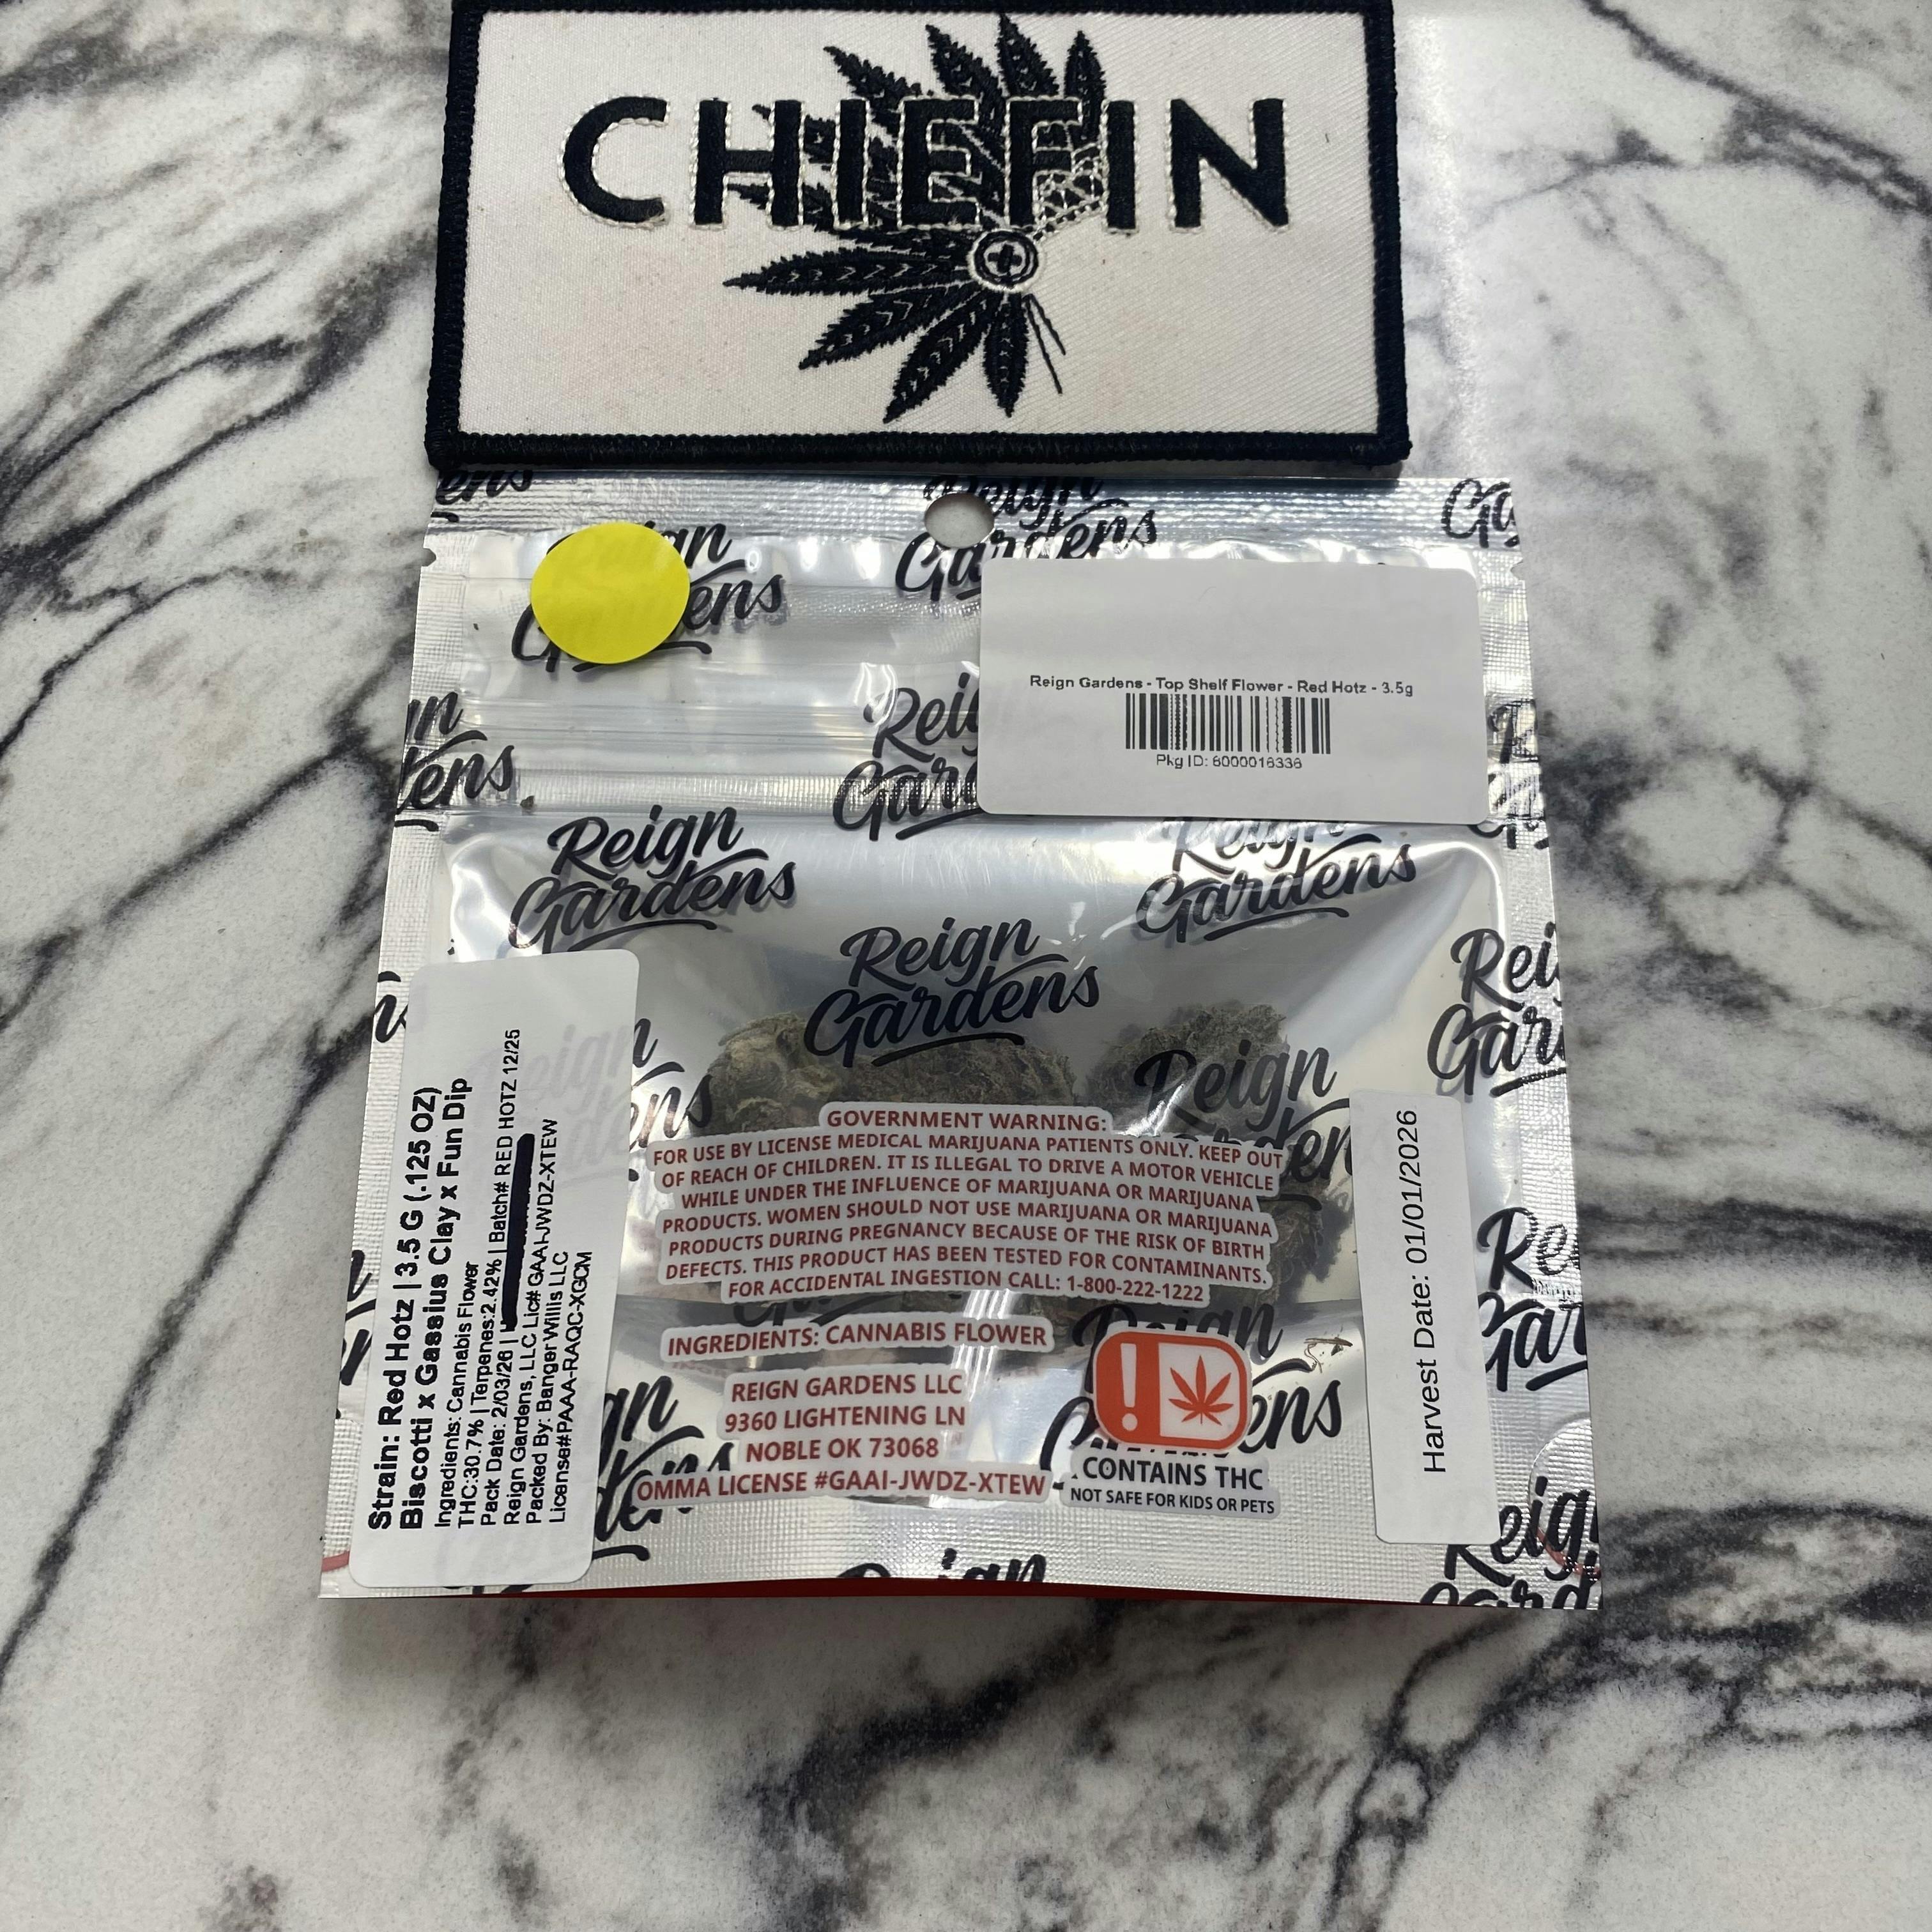 CHIEFIN
Reign Gardens - Top Shelf Flower - Red Hotz - 3.5g
Pkg ID: 6000016336
Reign
Gardens
Reign
Gardens
Reign
Gardens
Reign
Gardens
Strain: Red Hotz | 3.5 G (.125 OZ)
Biscotti x Gassius Clay x Fun Dip
Ingredients: Cannabis Flower
THC:30.7% | Terpenes:2.42% | Batch# RED HOTZ 12/25
Pack Date: 2/03/26 |
Reign Gardens, LLC Lic# GAAI-JWDZ-XTEW
Packed By: Banger Willis LLC
License#PAAA-RAQC-XGCM
GOVERNMENT WARNING:
FOR USE BY LICENSE MEDICAL MARIJUANA PATIENTS ONLY. KEEP OUT
OF REACH OF CHILDREN. IT IS ILLEGAL TO DRIVE A MOTOR VEHICLE
WHILE UNDER THE INFLUENCE OF MARIJUANA OR MARIJUANA
PRODUCTS. WOMEN SHOULD NOT USE MARIJUANA OR MARIJUANA
PRODUCTS DURING PREGNANCY BECAUSE OF THE RISK OF BIRTH
DEFECTS. THIS PRODUCT HAS BEEN TESTED FOR CONTAMINANTS.
FOR ACCIDENTAL INGESTION CALL: 1-800-222-1222
INGREDIENTS: CANNABIS FLOWER
REIGN GARDENS LLC
9360 LIGHTENING LN
NOBLE OK 73068
OMMA LICENSE #GAAI-JWDZ-XTEW
!
CONTAINS THC
NOT SAFE FOR KIDS OR PETS
Harvest Date: 01/01/2026